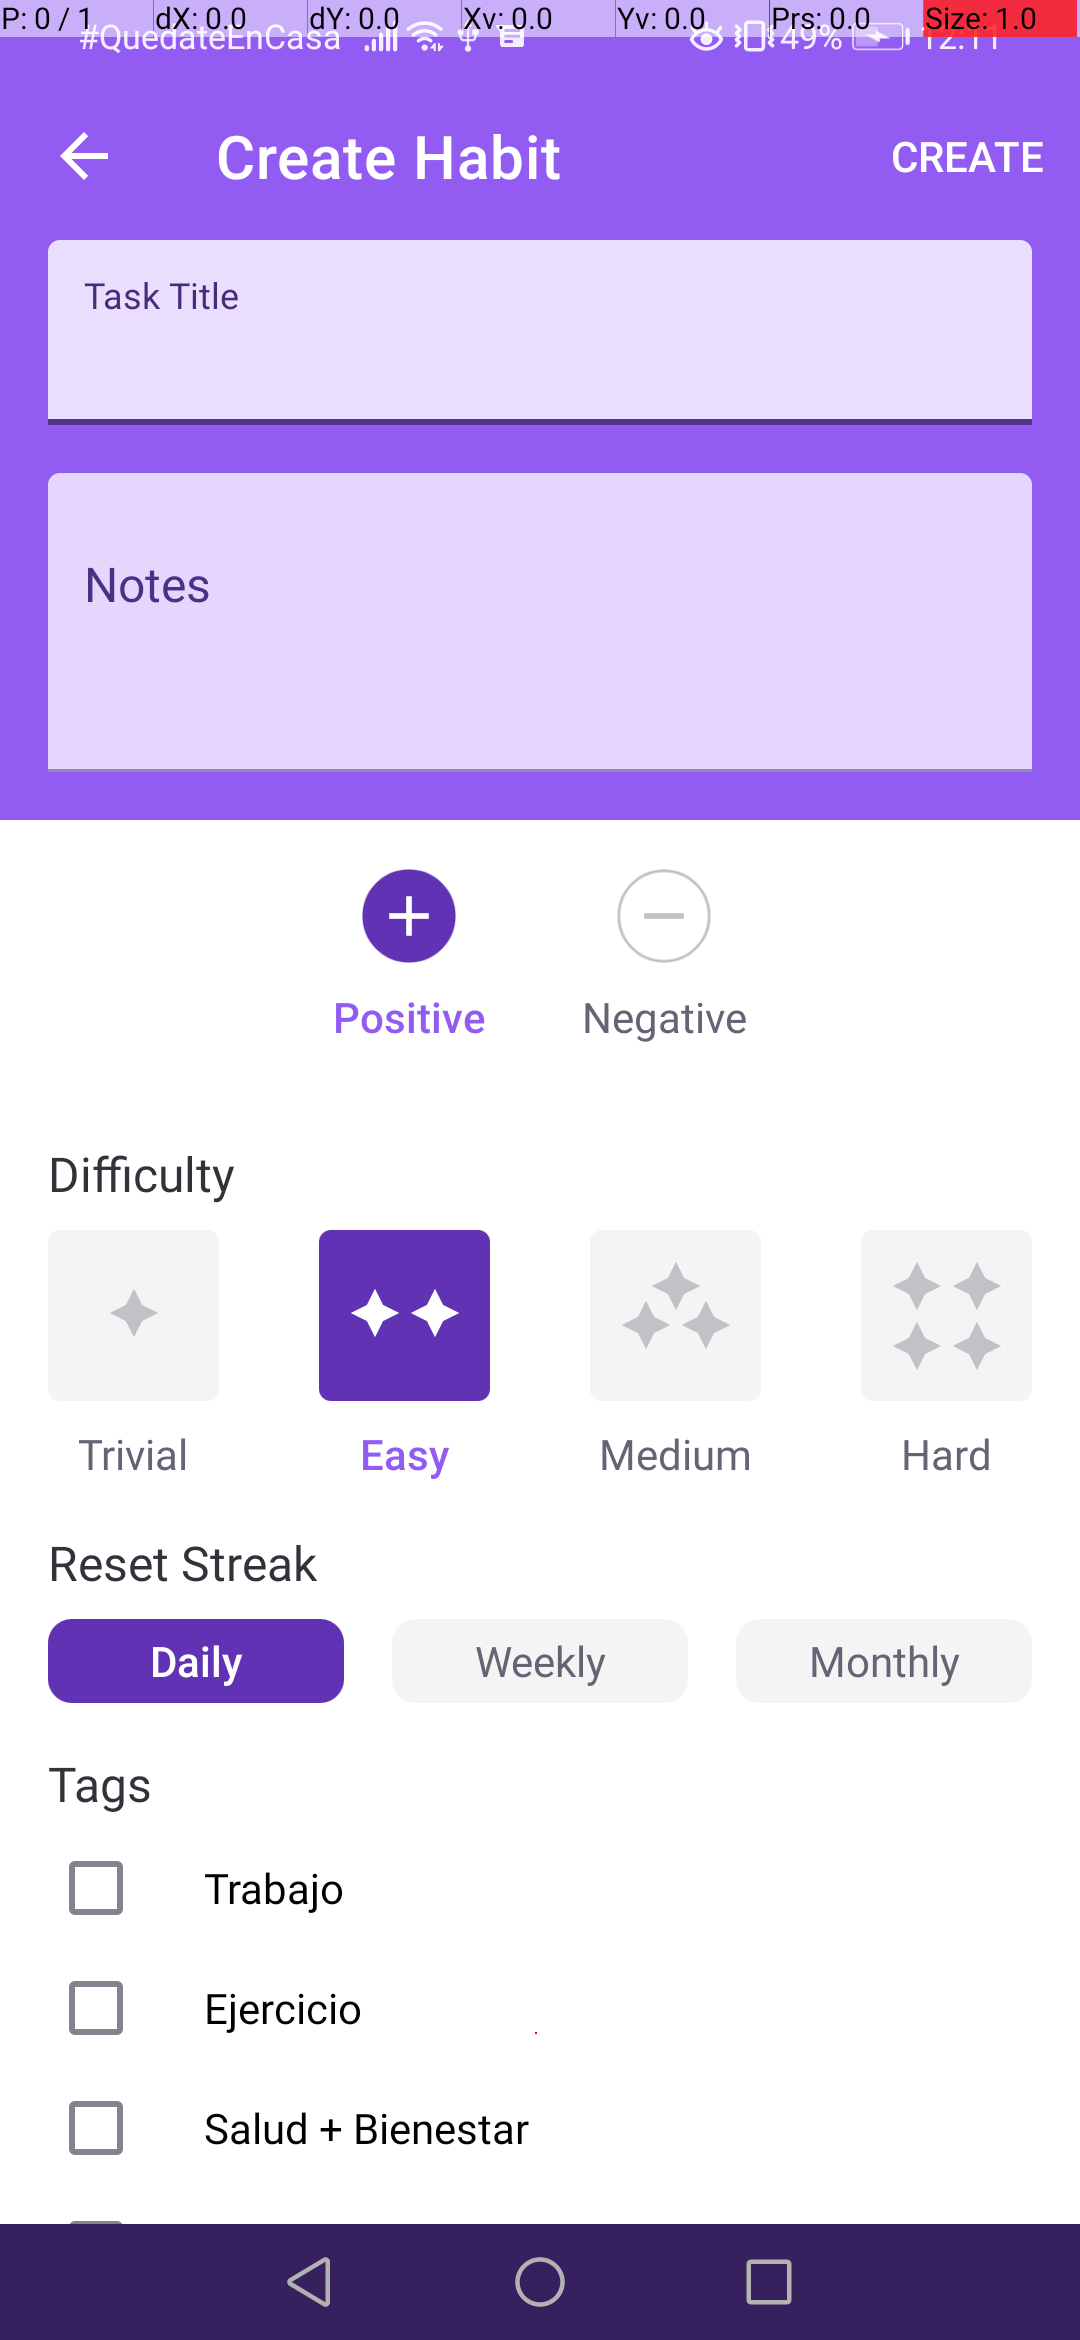 P: 0 / 1 dX: 0.0 dY: 0.0 Xv: 0.0 Yv: 0.0 Prs: 0.0 Size: 1.0
#QuedateEnCasa 49% 12:11
Create Habit CREATE
Task Title
Notes
Positive Negative
Difficulty
Trivial Easy Medium Hard
Reset Streak
Daily Weekly Monthly
Tags
Trabajo
Ejercicio
Salud + Bienestar